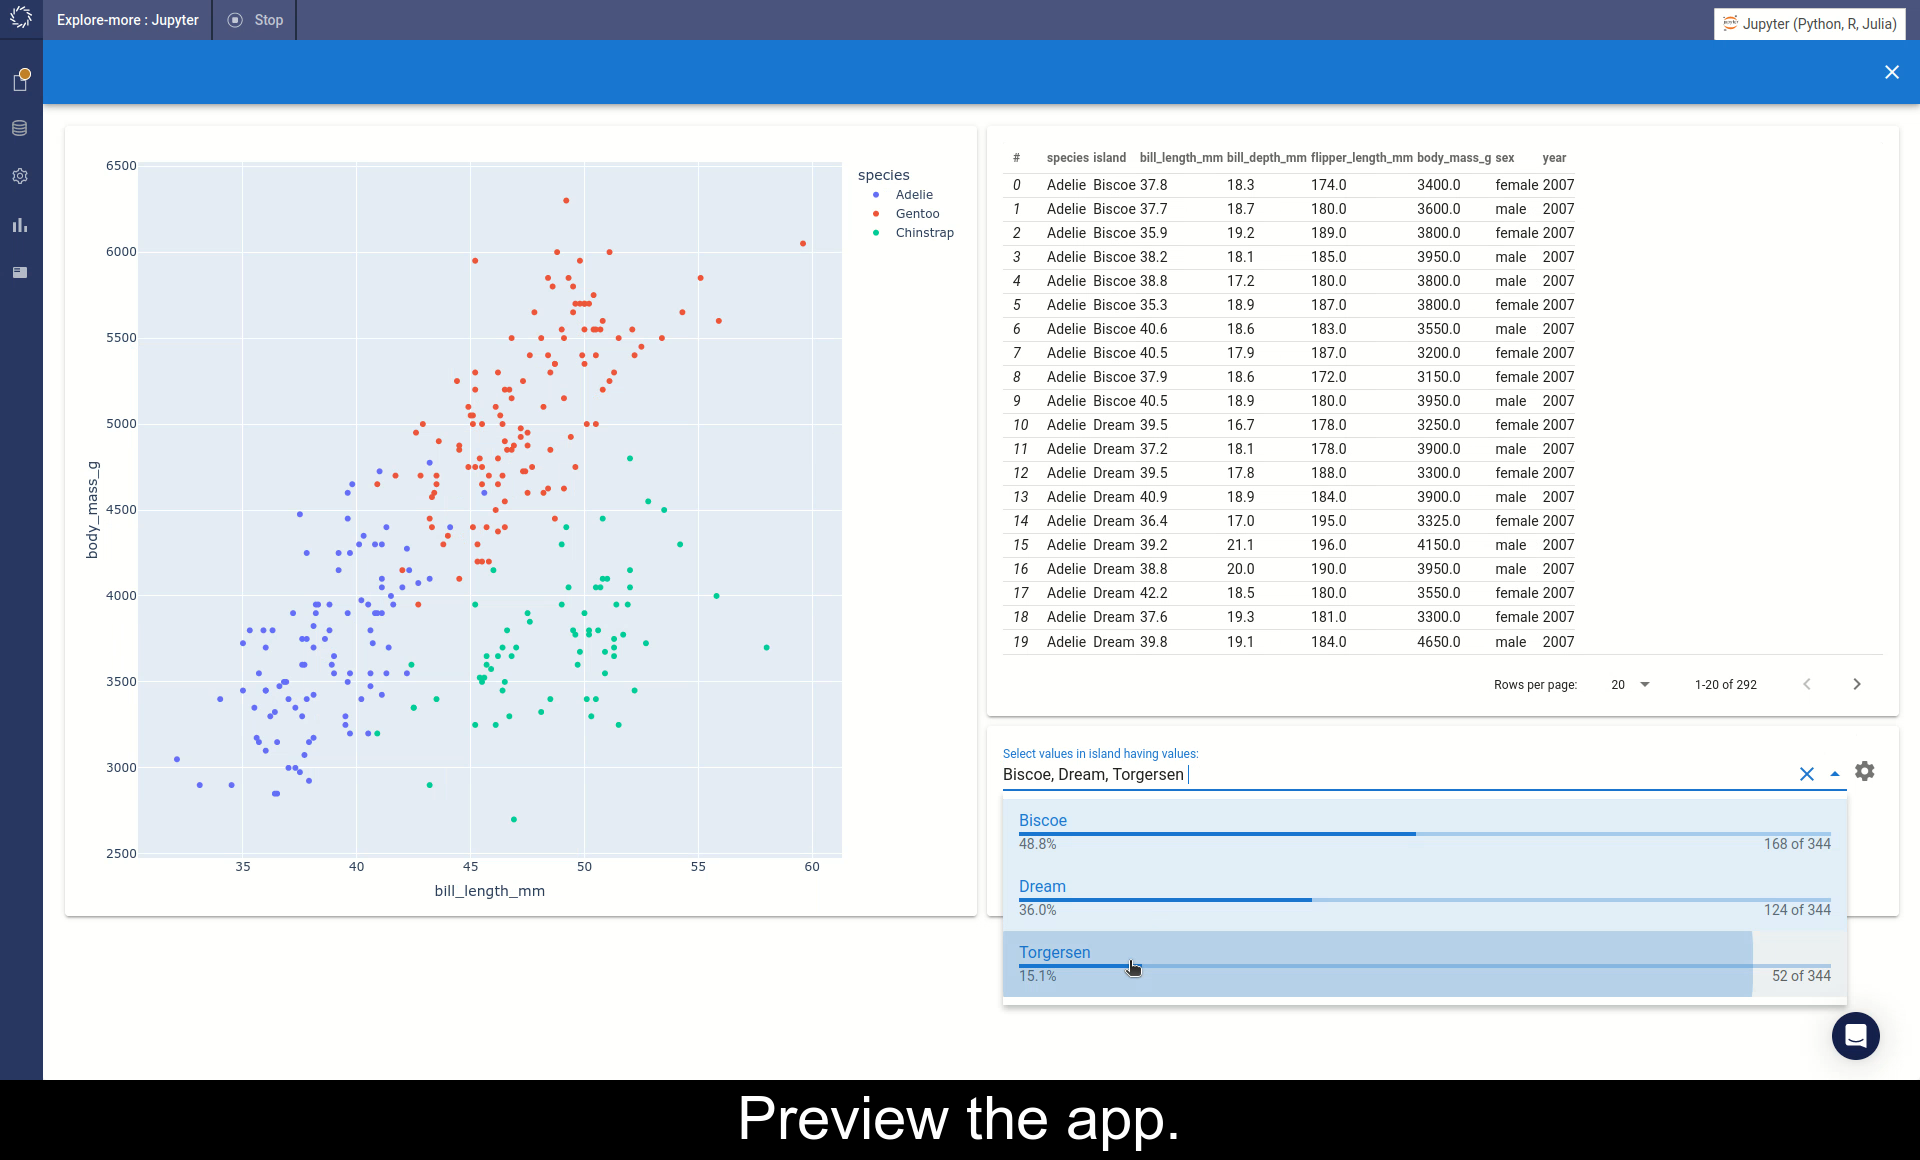 Explore-more : Jupyter
Stop
Jupyter (Python, R, Julia)
6500
6000
5500
5000
4500
4000
3500
3000
2500
body_mass_g
35 40 45 50 55 60
bill_length_mm
species
Adelie
Gentoo
Chinstrap
# species island bill_length_mm bill_depth_mm flipper_length_mm body_mass_g sex year
0 Adelie Biscoe 37.8 18.3 174.0 3400.0 female 2007
1 Adelie Biscoe 37.7 18.7 180.0 3600.0 male 2007
2 Adelie Biscoe 35.9 19.2 189.0 3800.0 female 2007
3 Adelie Biscoe 38.2 18.1 185.0 3950.0 male 2007
4 Adelie Biscoe 38.8 17.2 180.0 3800.0 male 2007
5 Adelie Biscoe 35.3 18.9 187.0 3800.0 female 2007
6 Adelie Biscoe 40.6 18.6 183.0 3550.0 male 2007
7 Adelie Biscoe 40.5 17.9 187.0 3200.0 female 2007
8 Adelie Biscoe 37.9 18.6 172.0 3150.0 female 2007
9 Adelie Biscoe 40.5 18.9 180.0 3950.0 male 2007
10 Adelie Dream 39.5 16.7 178.0 3250.0 female 2007
11 Adelie Dream 37.2 18.1 178.0 3900.0 male 2007
12 Adelie Dream 39.5 17.8 188.0 3300.0 female 2007
13 Adelie Dream 40.9 18.9 184.0 3900.0 male 2007
14 Adelie Dream 36.4 17.0 195.0 3325.0 female 2007
15 Adelie Dream 39.2 21.1 196.0 4150.0 male 2007
16 Adelie Dream 38.8 20.0 190.0 3950.0 male 2007
17 Adelie Dream 42.2 18.5 180.0 3550.0 female 2007
18 Adelie Dream 37.6 19.3 181.0 3300.0 female 2007
19 Adelie Dream 39.8 19.1 184.0 4650.0 male 2007
Rows per page: 20 1-20 of 292
Select values in island having values:
Biscoe, Dream, Torgersen
Biscoe
48.8% 168 of 344
Dream
36.0% 124 of 344
Torgersen
15.1% 52 of 344
Preview the app.